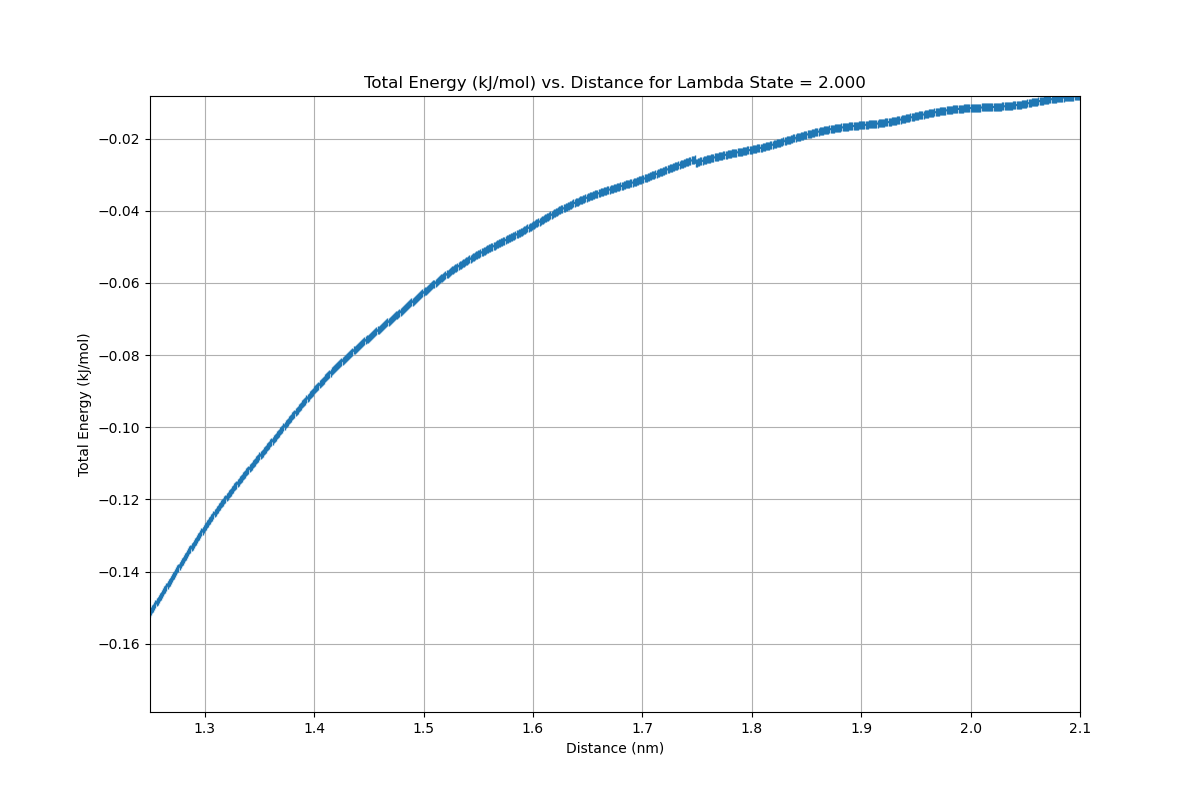 Total Energy (kJ/mol) vs. Distance for Lambda State = 2.000
Total Energy (kJ/mol)
−0.02
−0.04
−0.06
−0.08
−0.10
−0.12
−0.14
−0.16
1.3 1.4 1.5 1.6 1.7 1.8 1.9 2.0 2.1
Distance (nm)